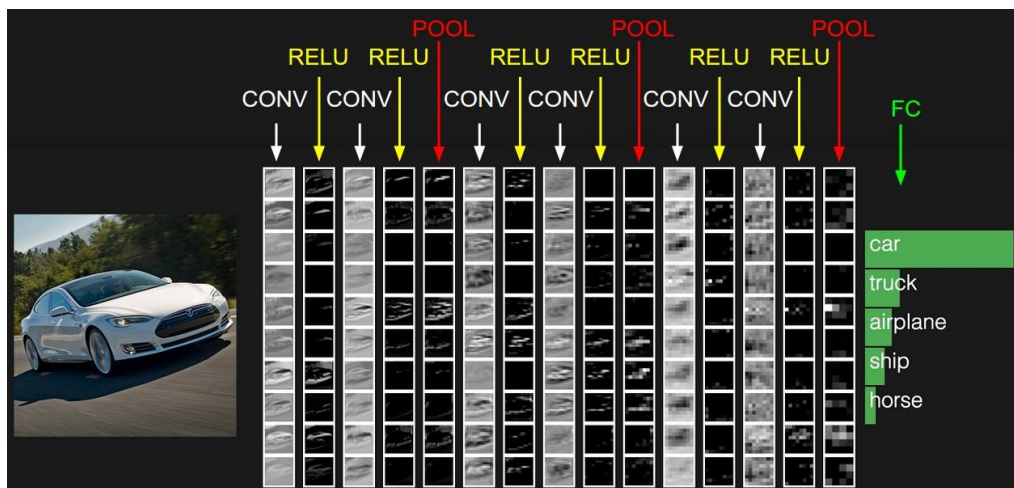 POOL POOL POOL
RELU RELU RELU RELU RELU RELU
CONV CONV CONV CONV CONV CONV
FC
car
truck
airplane
ship
horse